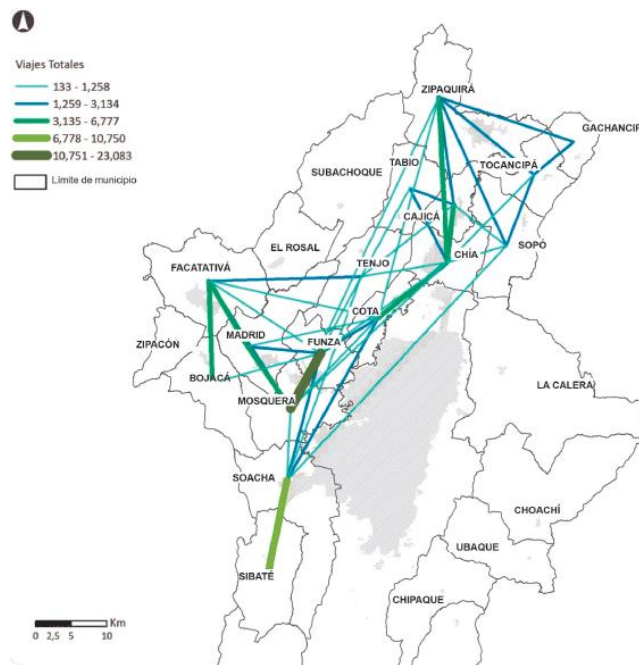 Viajes Totales
133 - 1,258
1,259 - 3,134
3,135 - 6,777
6,778 - 10,750
10,751 - 23,083
Límite de municipio
ZIPAQUIRÁ
GACHANCIP
TABIO
TOCANCIPÁ
SUBACHOQUE
CAJICÁ
SOPÓ
EL ROSAL
CHÍA
TENJO
FACATATIVÁ
COTA
MADRID
FUNZA
ZIPACÓN
BOJACÁ
LA CALERA
MOSQUERA
SOACHA
CHOACHÍ
UBAQUE
SIBATÉ
CHIPAQUE
Km
0 2,5 5 10